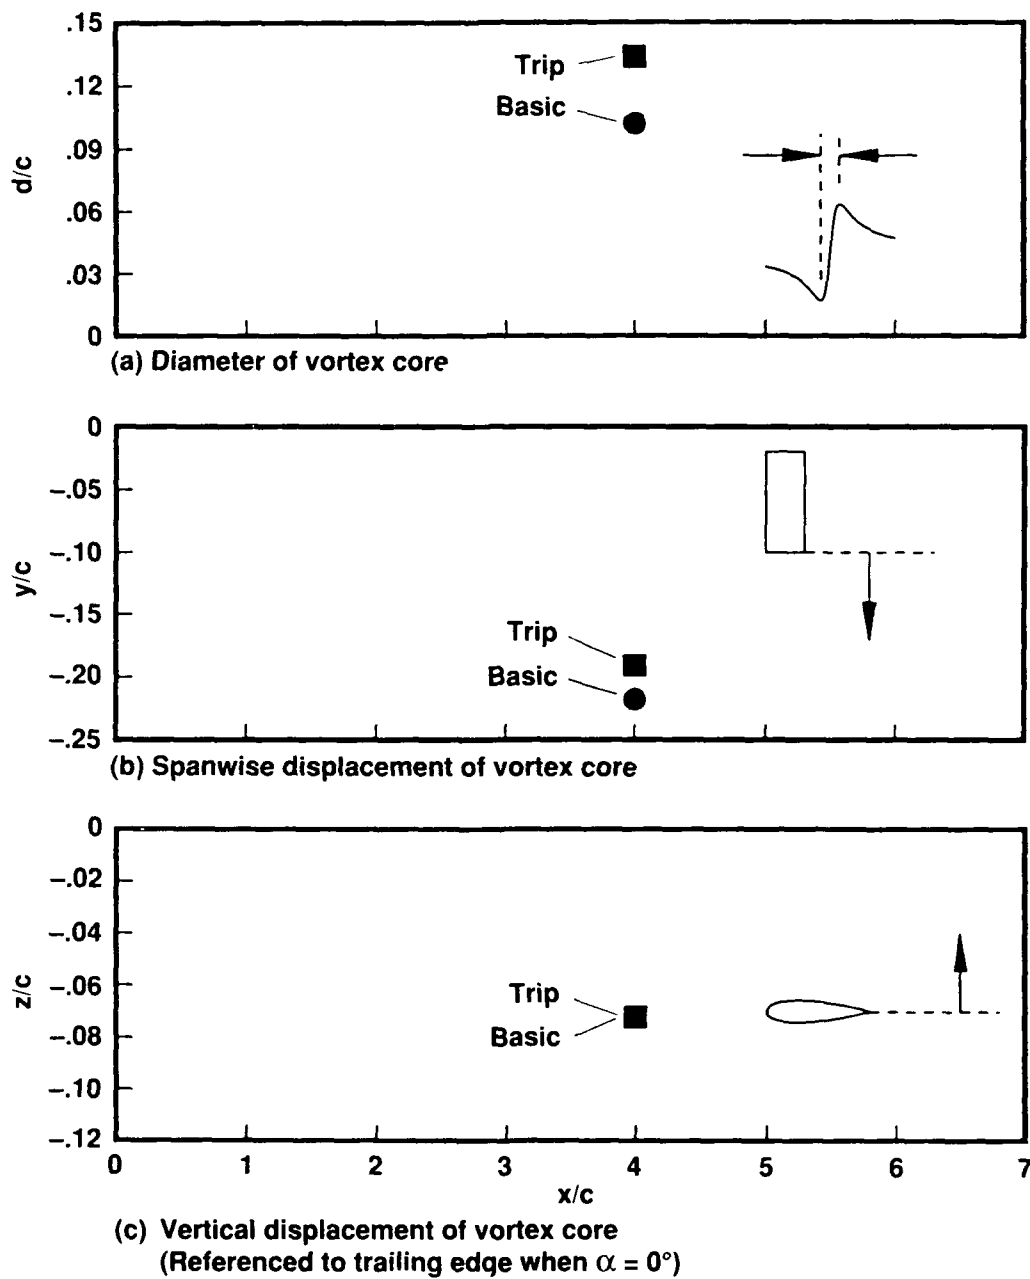 .15
.12
.09
.06
.03
0
d/c
Trip
Basic
(a) Diameter of vortex core
0
–.05
–.10
–.15
–.20
–.25
y/c
Trip
Basic
(b) Spanwise displacement of vortex core
0
–.02
–.04
–.06
–.08
–.10
–.12
z/c
Trip
Basic
0 1 2 3 4 5 6 7
x/c
(c) Vertical displacement of vortex core
(Referenced to trailing edge when α = 0°)